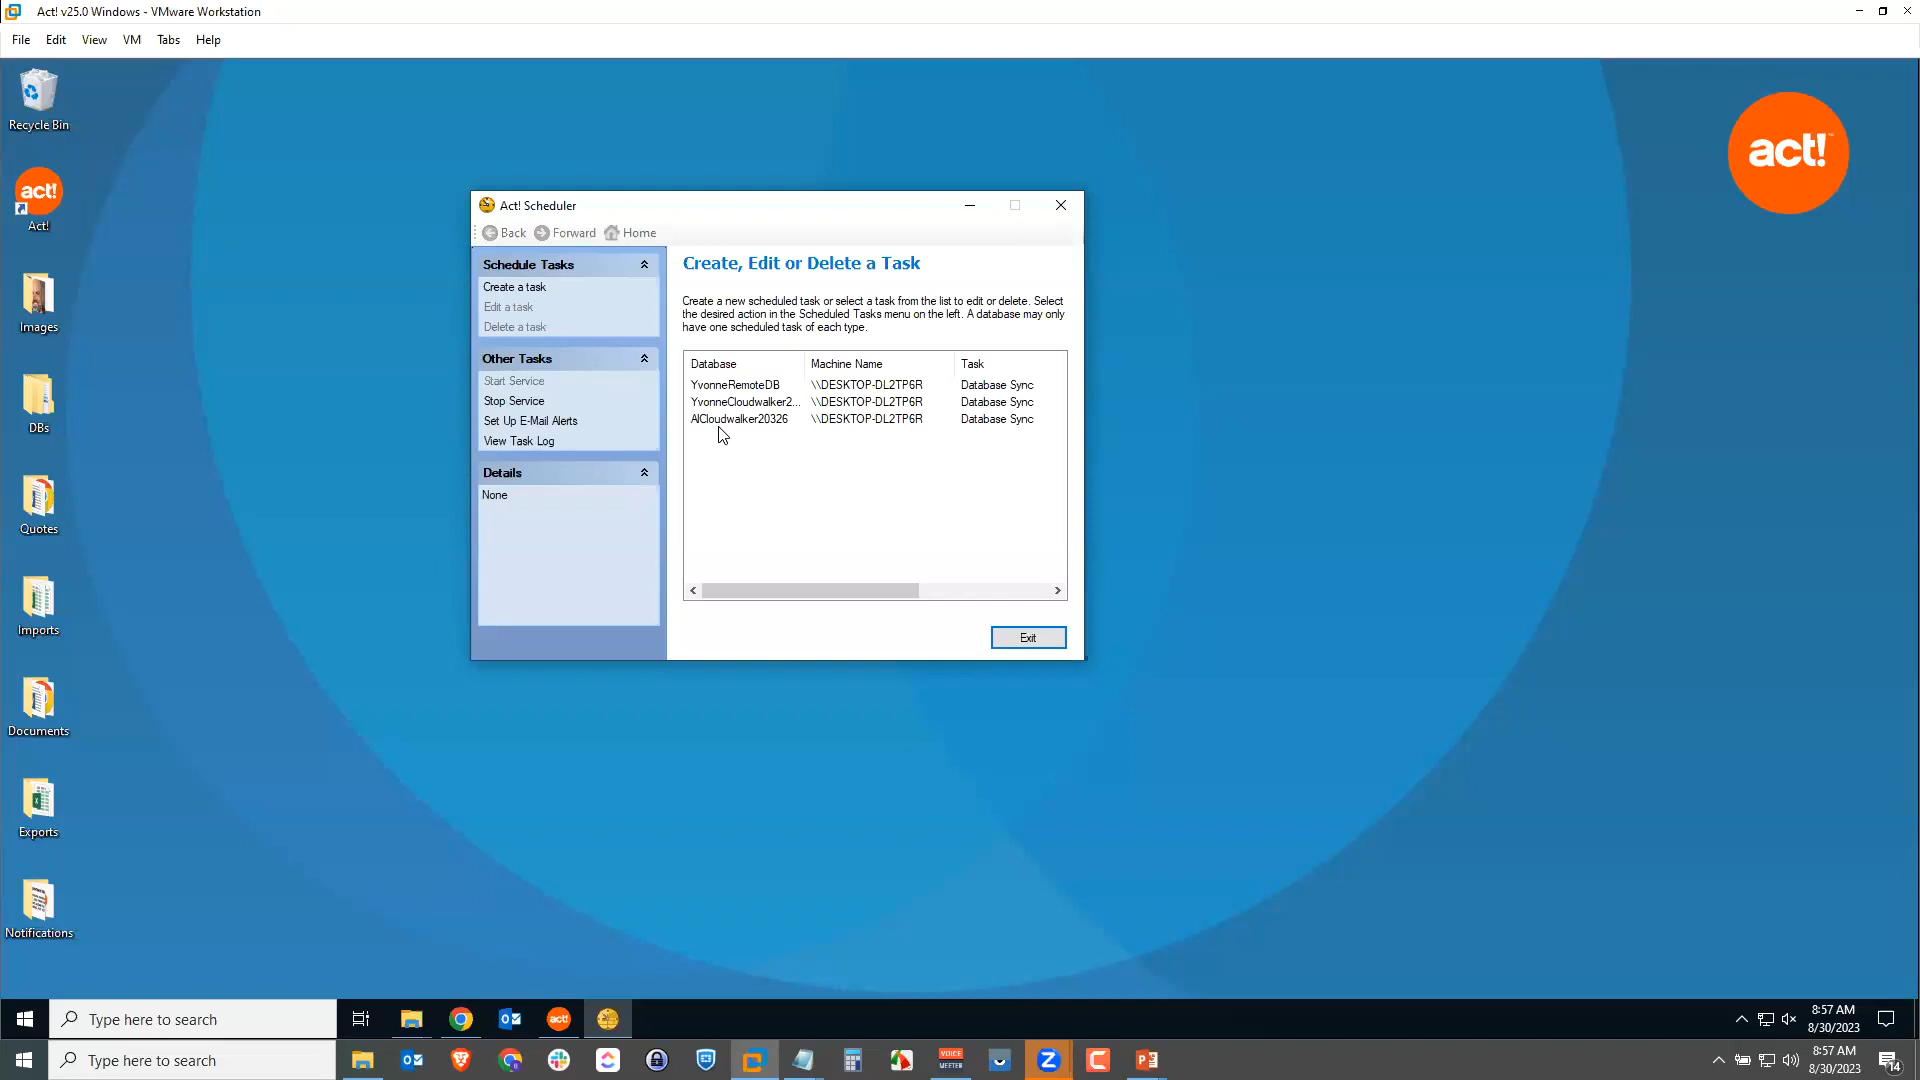 Act! v25.0 Windows - VMware Workstation
File Edit View VM Tabs Help
Recycle Bin
act!
Act!
Images
DBs
Quotes
Imports
Documents
Exports
Notifications
act!™
Act! Scheduler
Back Forward Home
Schedule Tasks
Create a task
Edit a task
Delete a task
Other Tasks
Start Service
Stop Service
Set Up E-Mail Alerts
View Task Log
Details
None
Create, Edit or Delete a Task
Create a new scheduled task or select a task from the list to edit or delete. Select
the desired action in the Scheduled Tasks menu on the left. A database may only
have one scheduled task of each type.
Database Machine Name Task
YvonneRemoteDB \\DESKTOP-DL2TP6R Database Sync
YvonneCloudwalker2... \\DESKTOP-DL2TP6R Database Sync
AlCloudwalker20326 \\DESKTOP-DL2TP6R Database Sync
Exit
Type here to search
act!
8:57 AM
8/30/2023
Type here to search
VOICE
MEETER
8:57 AM
8/30/2023
14